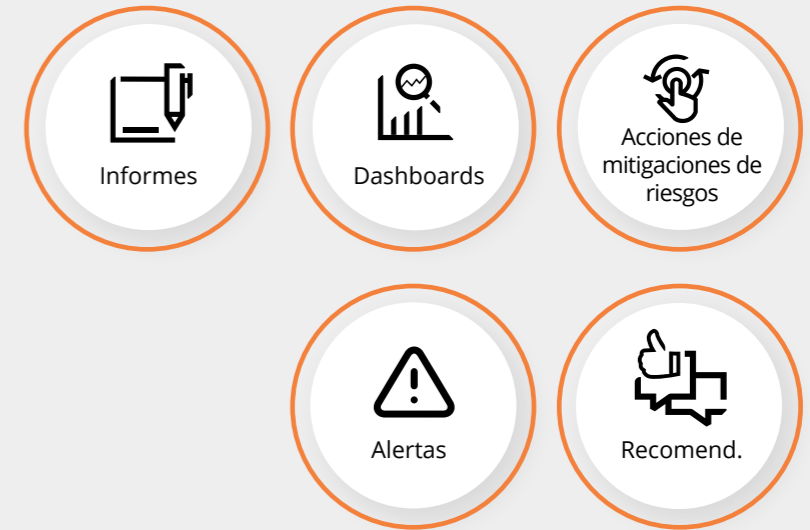 Informes
Dashboards
Acciones de
mitigaciones de
riesgos
Alertas
Recomend.